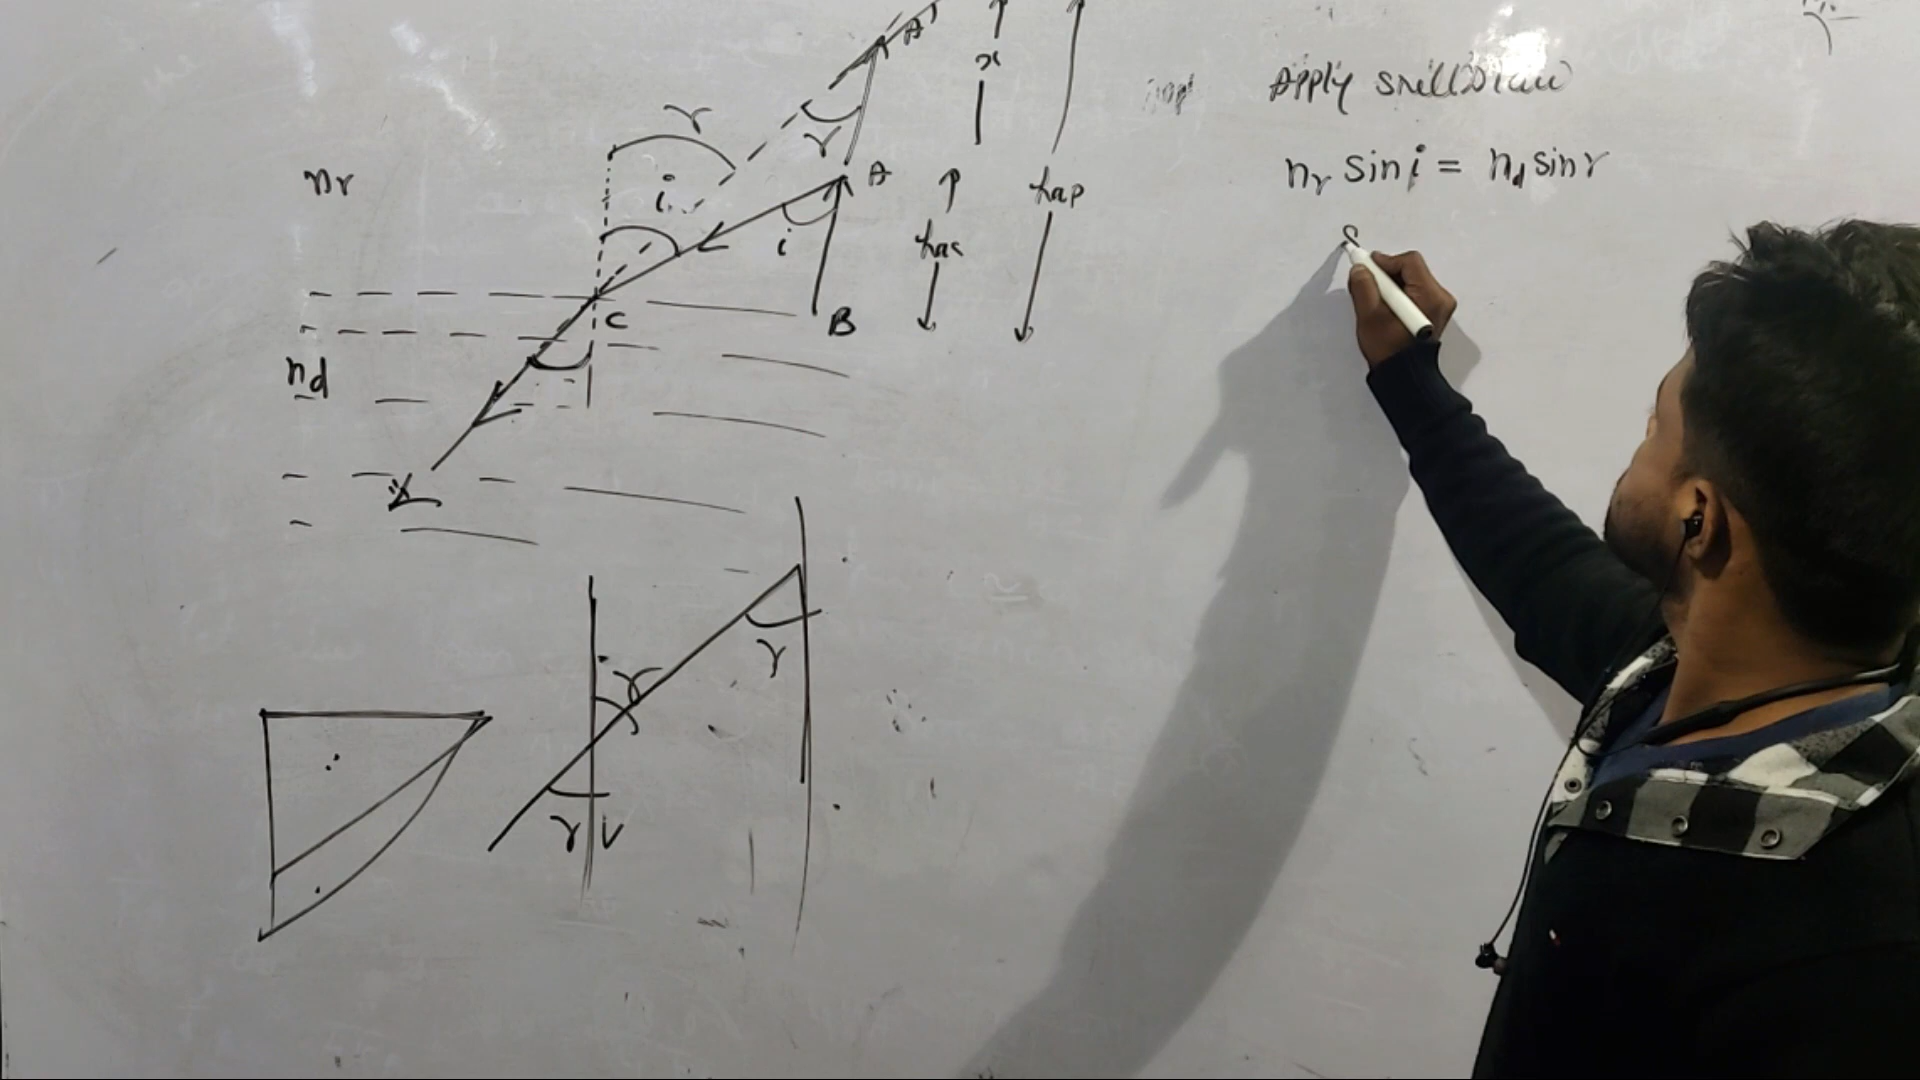 A'
x
r
r
Apply snell's law
nr
i
A
hap
nr sin i = nd sin r
i
hac
s
C
B
nd
r
r
r